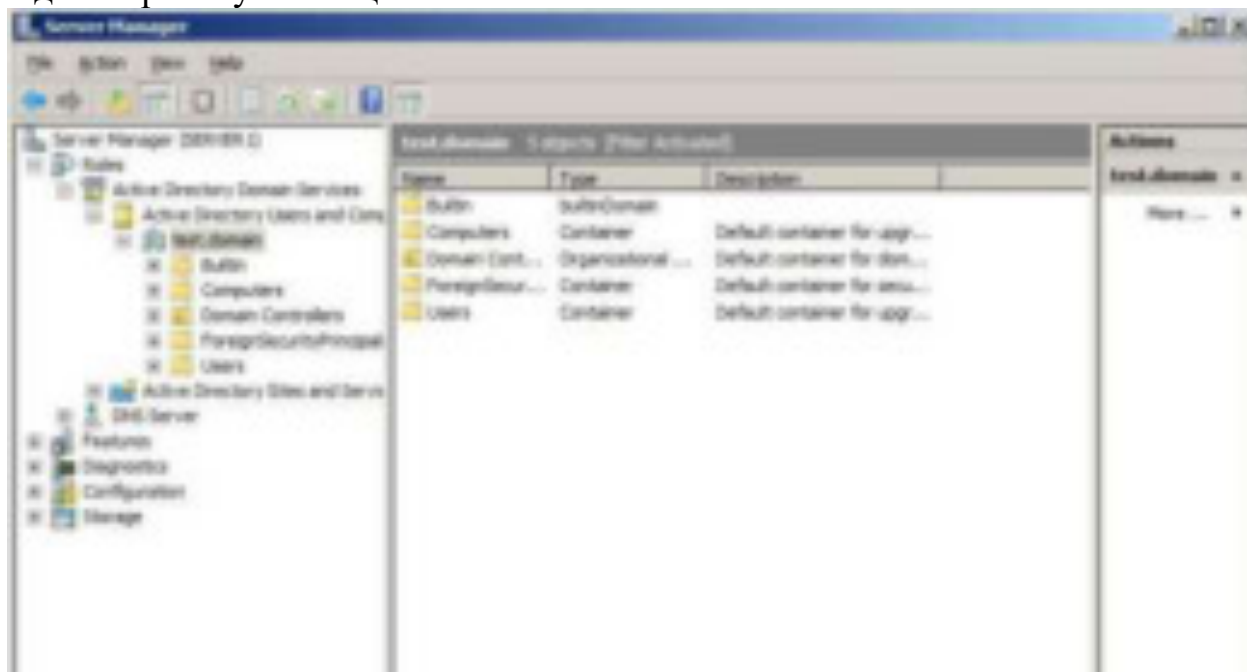 Server Manager
File Action View Help
Server Manager (SERVER1)
Roles
Active Directory Domain Services
Active Directory Users and Comp
test.domain
Builtin
Computers
Domain Controllers
ForeignSecurityPrincipal
Users
Active Directory Sites and Servic
DNS Server
Features
Diagnostics
Configuration
Storage
test.domain 5 objects [Filter Activated]
Name Type Description
Builtin builtinDomain
Computers Container Default container for upgr...
Domain Cont... Organizational ... Default container for dom...
ForeignSecur... Container Default container for secu...
Users Container Default container for upgr...
Actions
test.domain
More ...